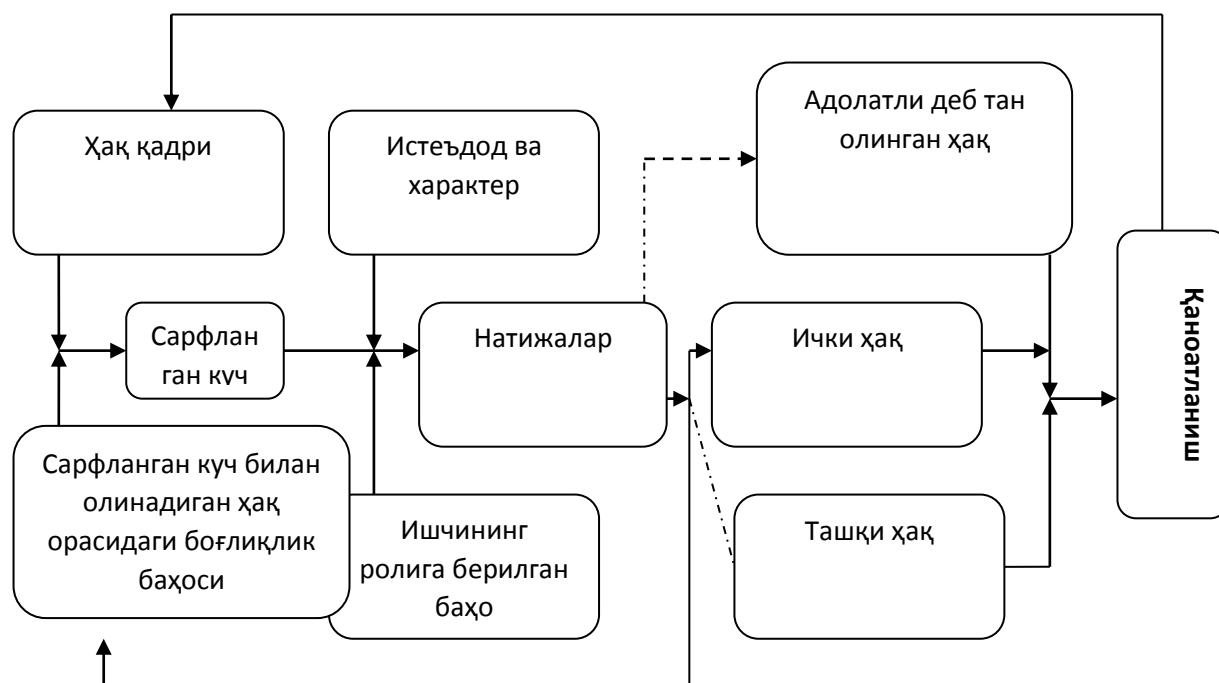 Ҳақ қадри
Истеъдод ва
характер
Адолатли деб тан
олинган ҳақ
Сарфлан
ган куч
Натижалар
Ички ҳақ
Қаноатланиш
Сарфланган куч билан
олинадиган ҳақ
орасидаги боғлиқлик
баҳоси
Ишчининг
ролига берилган
баҳо
Ташқи ҳақ